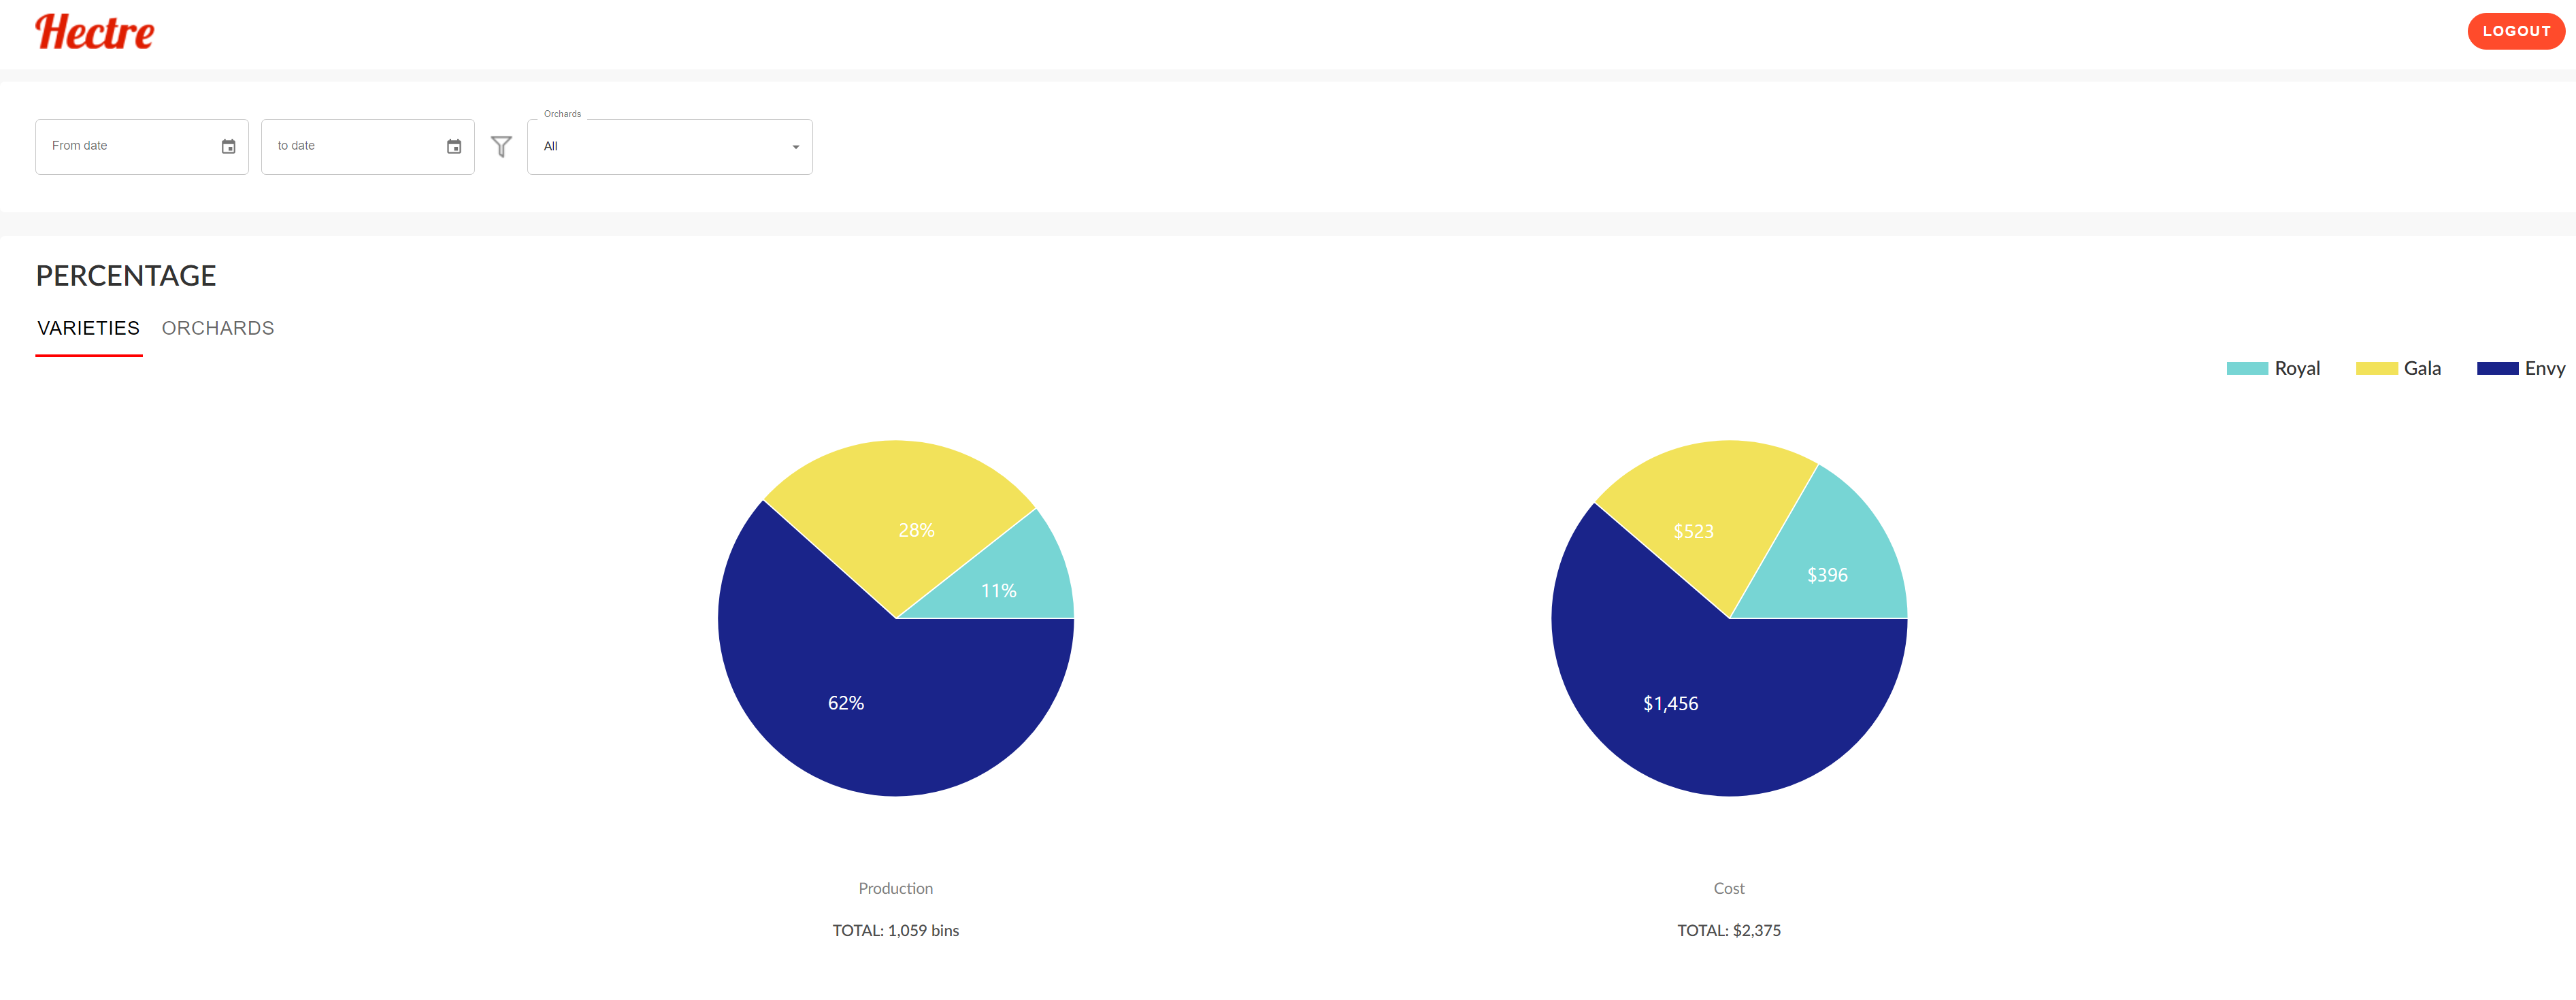 Hectre
LOGOUT
Orchards
From date
to date
All
PERCENTAGE
VARIETIES ORCHARDS
Royal Gala Envy
28%
11%
62%
$523
$396
$1,456
Production
TOTAL: 1,059 bins
Cost
TOTAL: $2,375